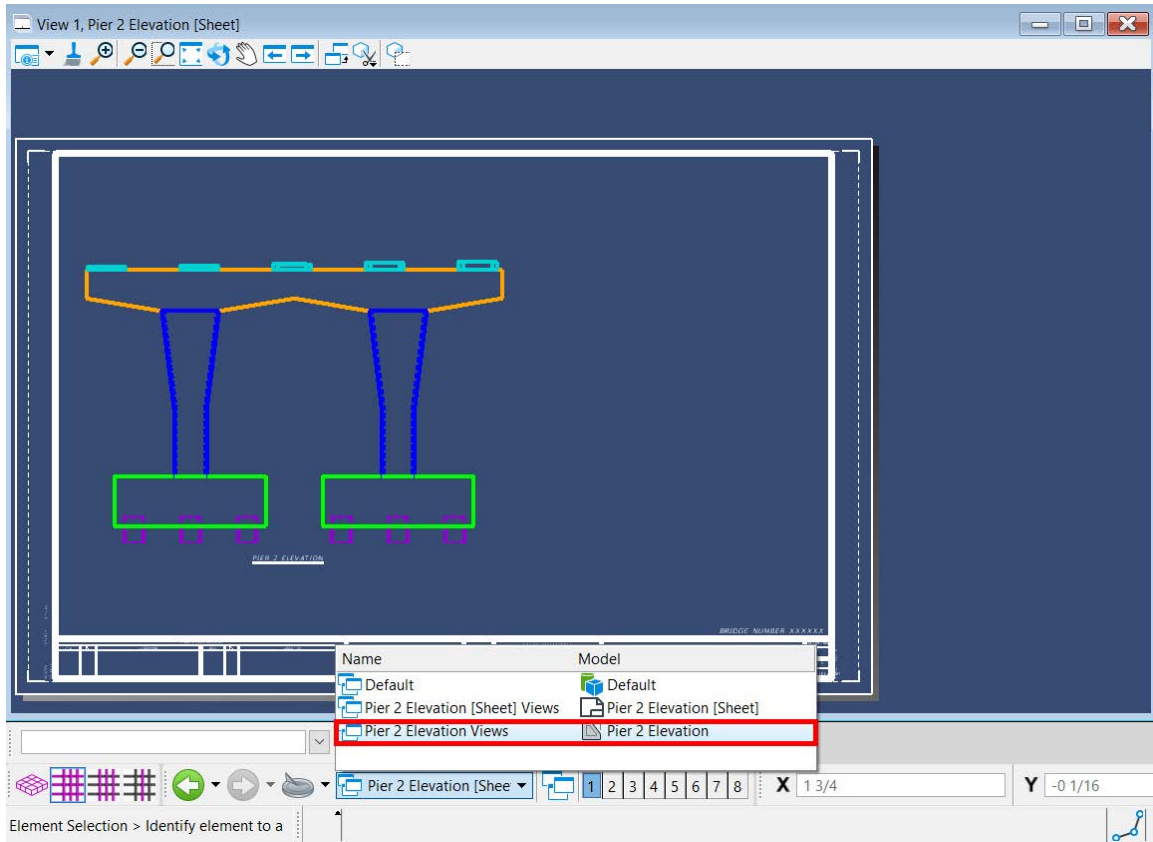 View 1, Pier 2 Elevation [Sheet]
PIER 2 ELEVATION
BRIDGE NUMBER XXXXXX
Name Model
Default Default
Pier 2 Elevation [Sheet] Views Pier 2 Elevation [Sheet]
Pier 2 Elevation Views Pier 2 Elevation
Pier 2 Elevation [Shee 1 2 3 4 5 6 7 8 X 1 3/4 Y -0 1/16
Element Selection > Identify element to a